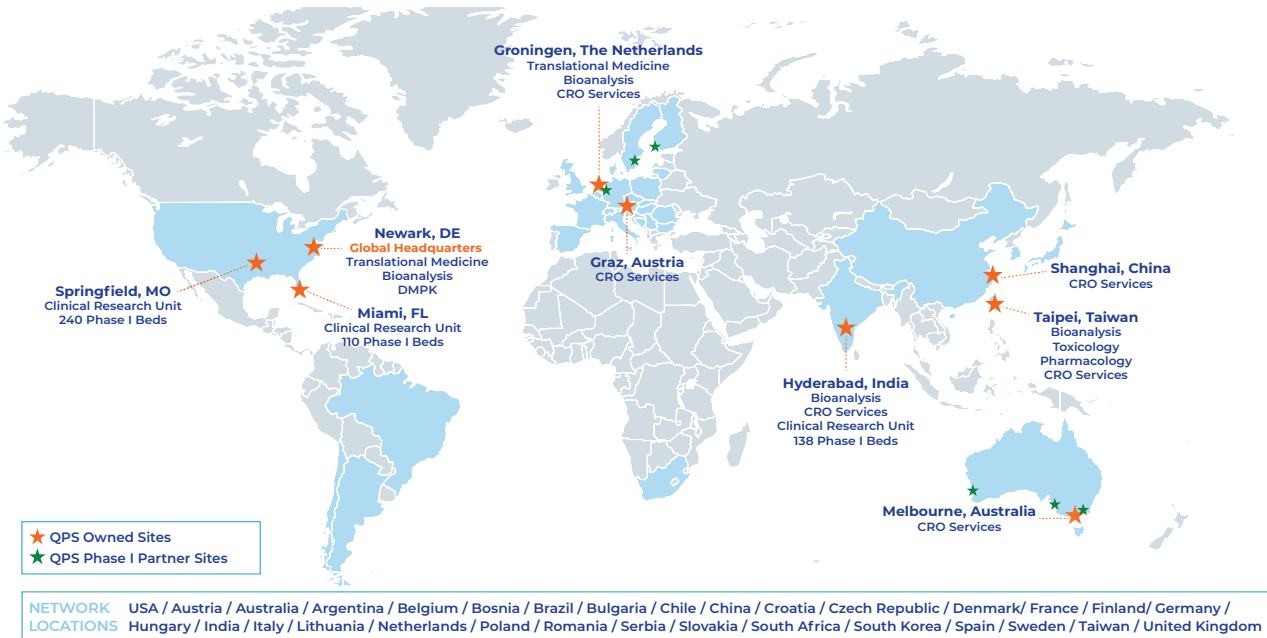 Groningen, The Netherlands
Translational Medicine
Bioanalysis
CRO Services
Newark, DE
Global Headquarters
Translational Medicine
Bioanalysis
DMPK
Springfield, MO
Clinical Research Unit
240 Phase I Beds
Miami, FL
Clinical Research Unit
110 Phase I Beds
Graz, Austria
CRO Services
Shanghai, China
CRO Services
Taipei, Taiwan
Bioanalysis
Toxicology
Pharmacology
CRO Services
Hyderabad, India
Bioanalysis
CRO Services
Clinical Research Unit
138 Phase I Beds
Melbourne, Australia
CRO Services
QPS Owned Sites
QPS Phase I Partner Sites
NETWORK LOCATIONS
USA / Austria / Australia / Argentina / Belgium / Bosnia / Brazil / Bulgaria / Chile / China / Croatia / Czech Republic / Denmark/ France / Finland/ Germany /
Hungary / India / Italy / Lithuania / Netherlands / Poland / Romania / Serbia / Slovakia / South Africa / South Korea / Spain / Sweden / Taiwan / United Kingdom